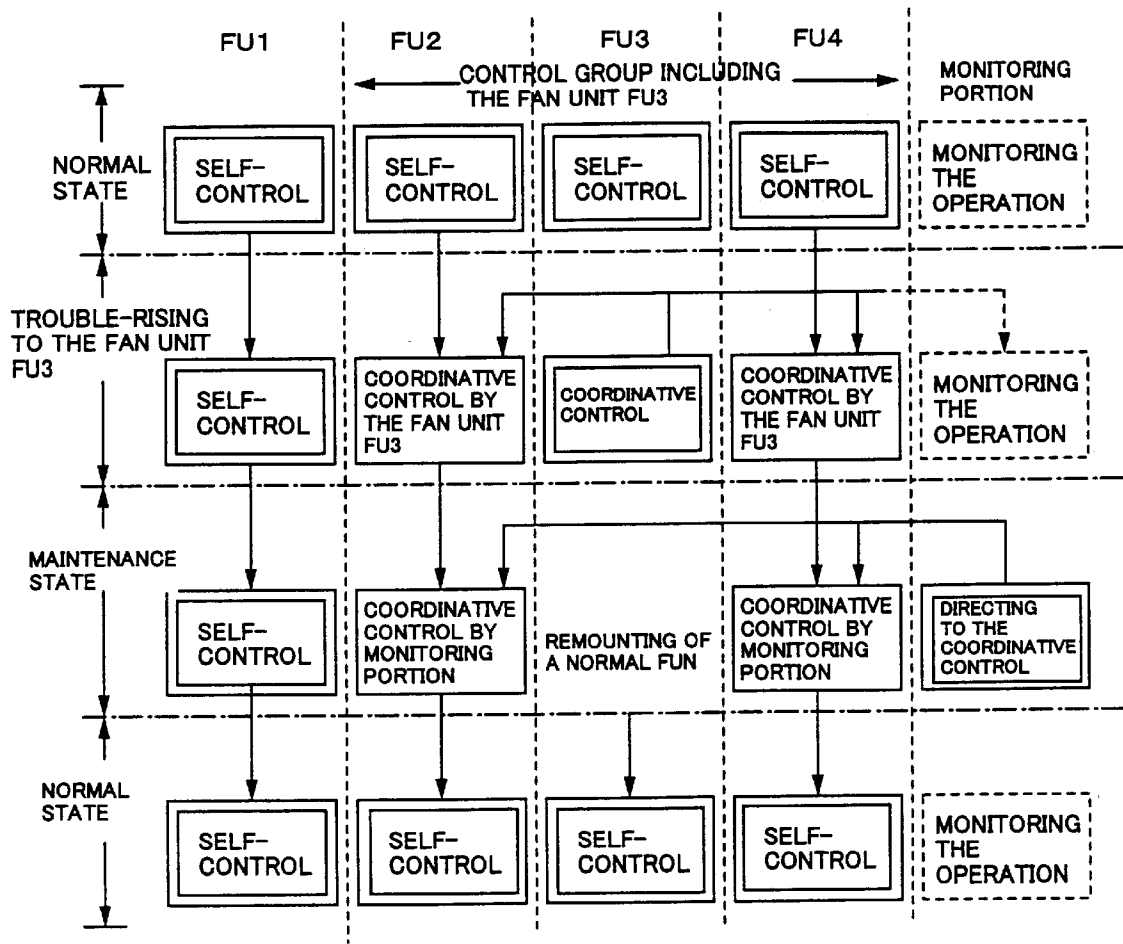 FU1
FU2
FU3
FU4
CONTROL GROUP INCLUDING
THE FAN UNIT FU3
MONITORING
PORTION
NORMAL
STATE
SELF-
CONTROL
SELF-
CONTROL
SELF-
CONTROL
SELF-
CONTROL
MONITORING
THE
OPERATION
TROUBLE-RISING
TO THE FAN UNIT
FU3
SELF-
CONTROL
COORDINATIVE
CONTROL BY
THE FAN UNIT
FU3
COORDINATIVE
CONTROL
COORDINATIVE
CONTROL BY
THE FAN UNIT
FU3
MONITORING
THE
OPERATION
MAINTENANCE
STATE
SELF-
CONTROL
COORDINATIVE
CONTROL BY
MONITORING
PORTION
REMOUNTING OF
A NORMAL FUN
COORDINATIVE
CONTROL BY
MONITORING
PORTION
DIRECTING
TO THE
COORDINATIVE
CONTROL
NORMAL
STATE
SELF-
CONTROL
SELF-
CONTROL
SELF-
CONTROL
SELF-
CONTROL
MONITORING
THE
OPERATION